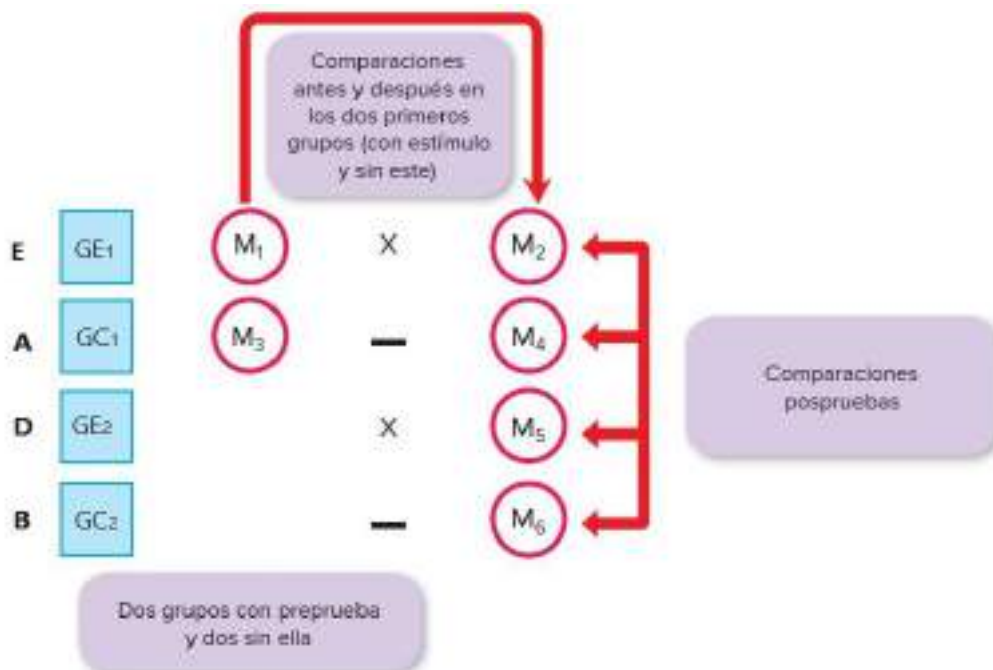 Comparaciones
antes y después en
los dos primeros
grupos (con estímulo
y sin este)
E GE1 M1 X M2
A GC1 M3 — M4
D GE2 X M5
B GC2 — M6
Comparaciones
pospruebas
Dos grupos con preprueba
y dos sin ella